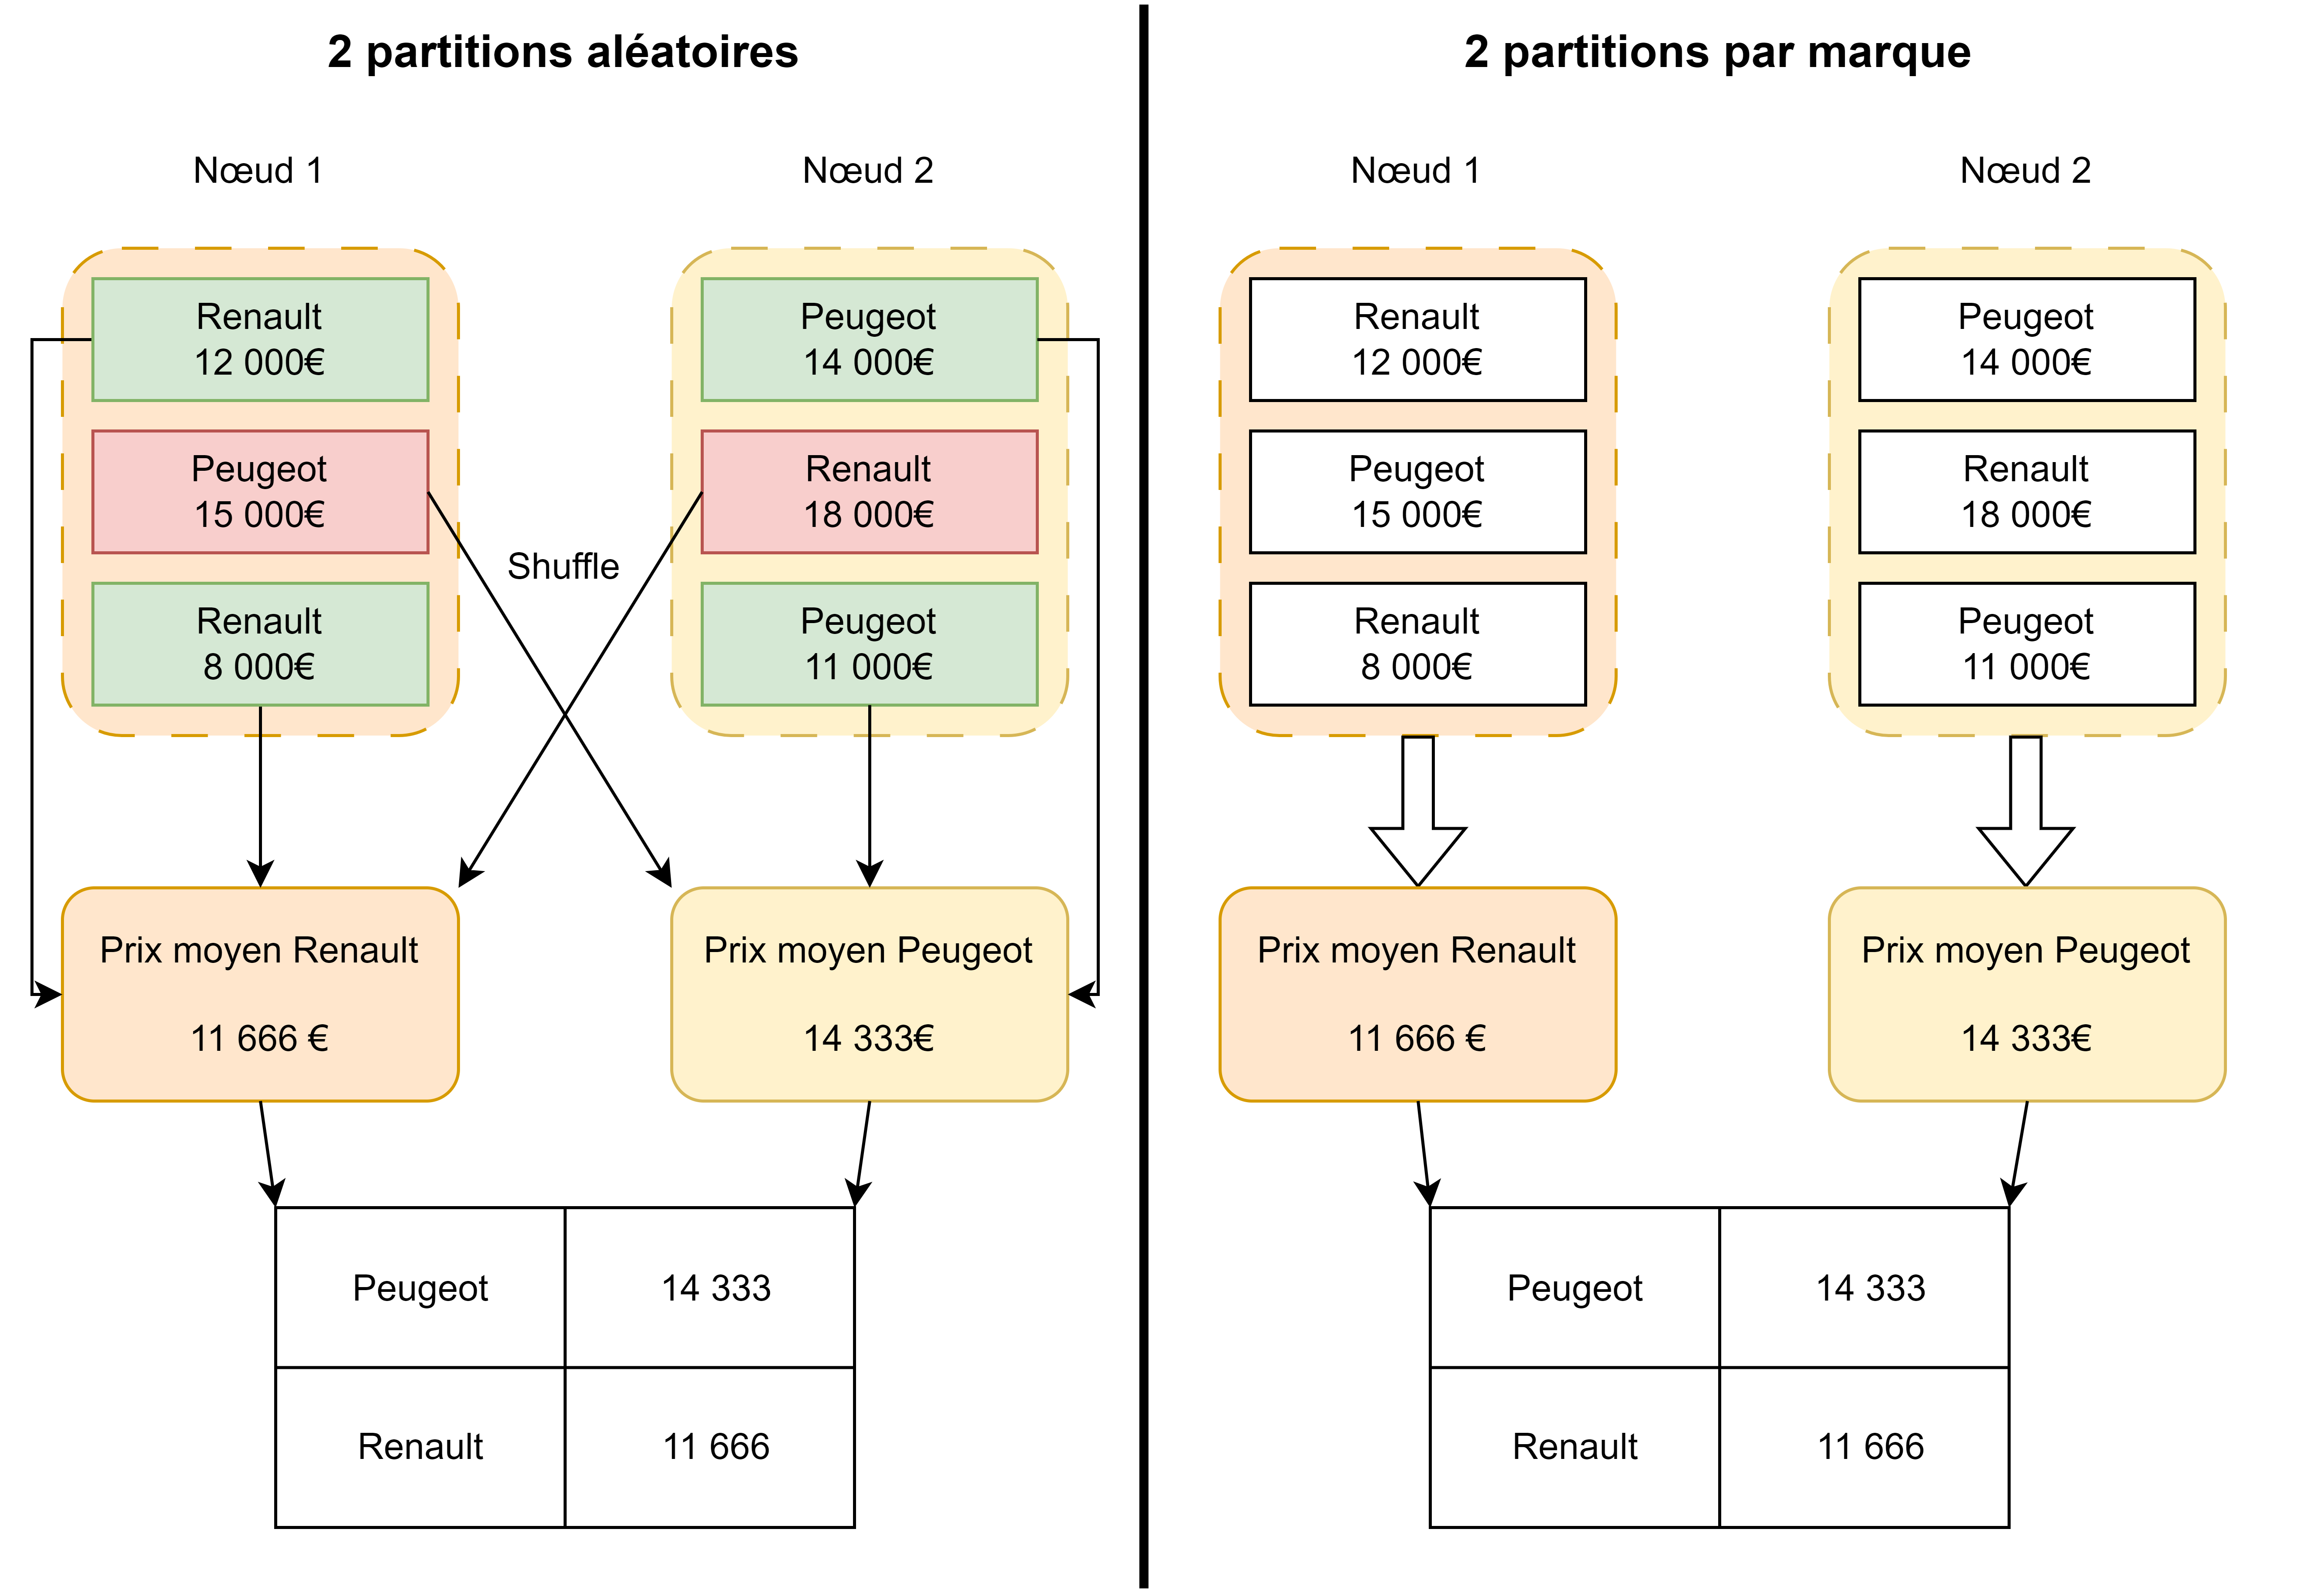 2 partitions aléatoires
Nœud 1
Nœud 2
Renault
12 000€
Peugeot
15 000€
Renault
8 000€
Peugeot
14 000€
Renault
18 000€
Peugeot
11 000€
Shuffle
Prix moyen Renault
11 666 €
Prix moyen Peugeot
14 333€
Peugeot 14 333
Renault 11 666
2 partitions par marque
Nœud 1
Nœud 2
Renault
12 000€
Peugeot
15 000€
Renault
8 000€
Peugeot
14 000€
Renault
18 000€
Peugeot
11 000€
Prix moyen Renault
11 666 €
Prix moyen Peugeot
14 333€
Peugeot 14 333
Renault 11 666